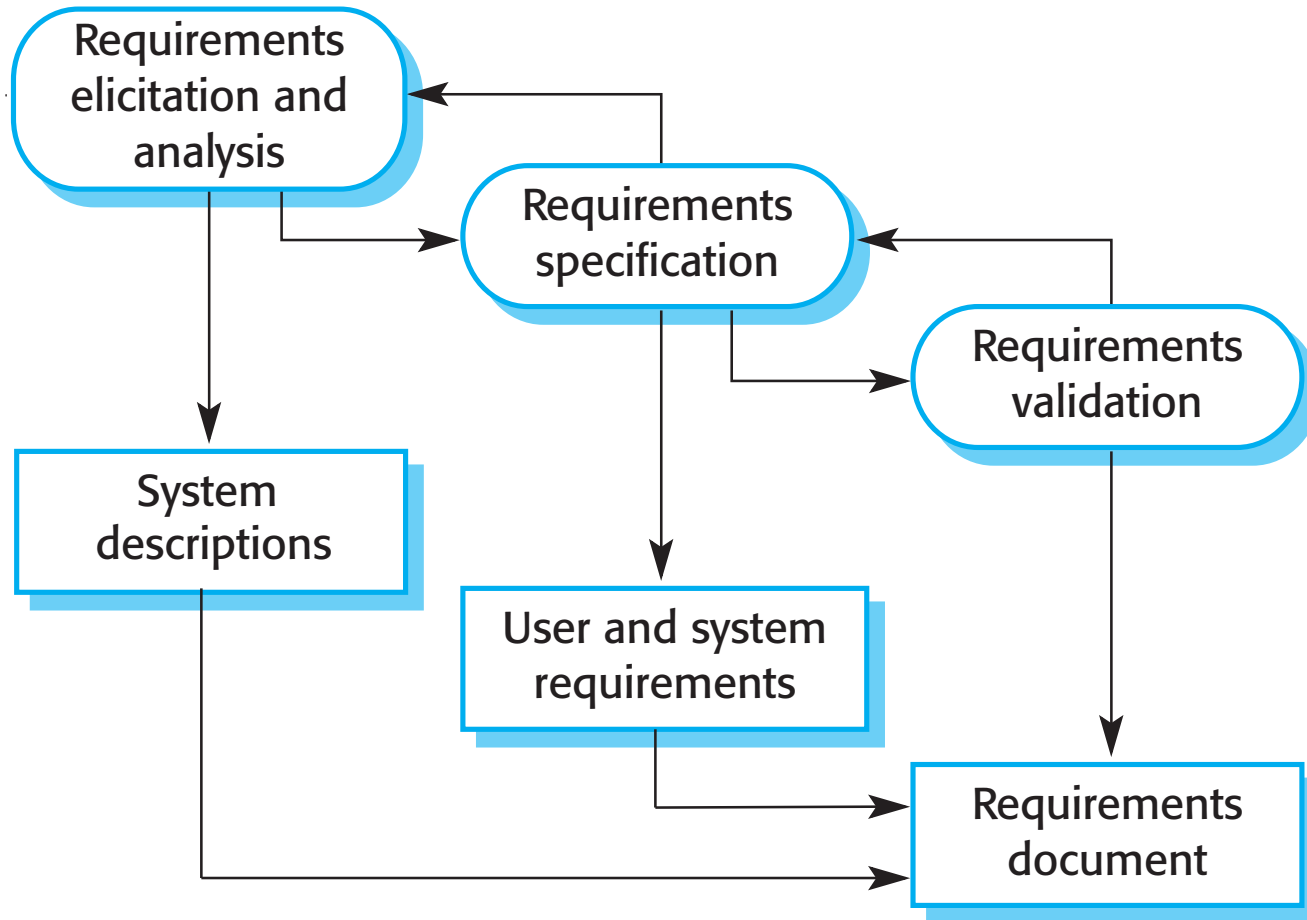 Requirements
elicitation and
analysis
Requirements
specification
Requirements
validation
System
descriptions
User and system
requirements
Requirements
document